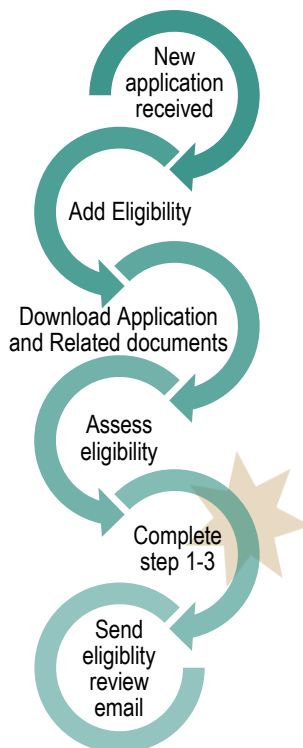 New
application
received
Add Eligibility
Download Application
and Related documents
Assess
eligibility
Complete
step 1-3
Send
eligiblity
review
email